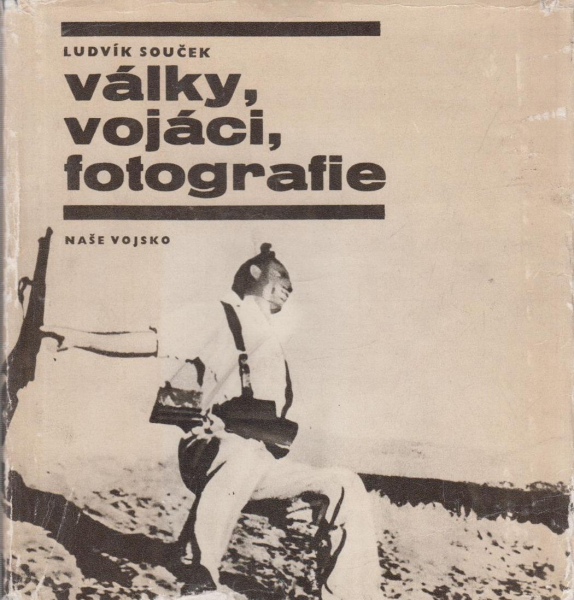 LUDVÍK SOUČEK
války,
vojáci,
fotografie
NAŠE VOJSKO